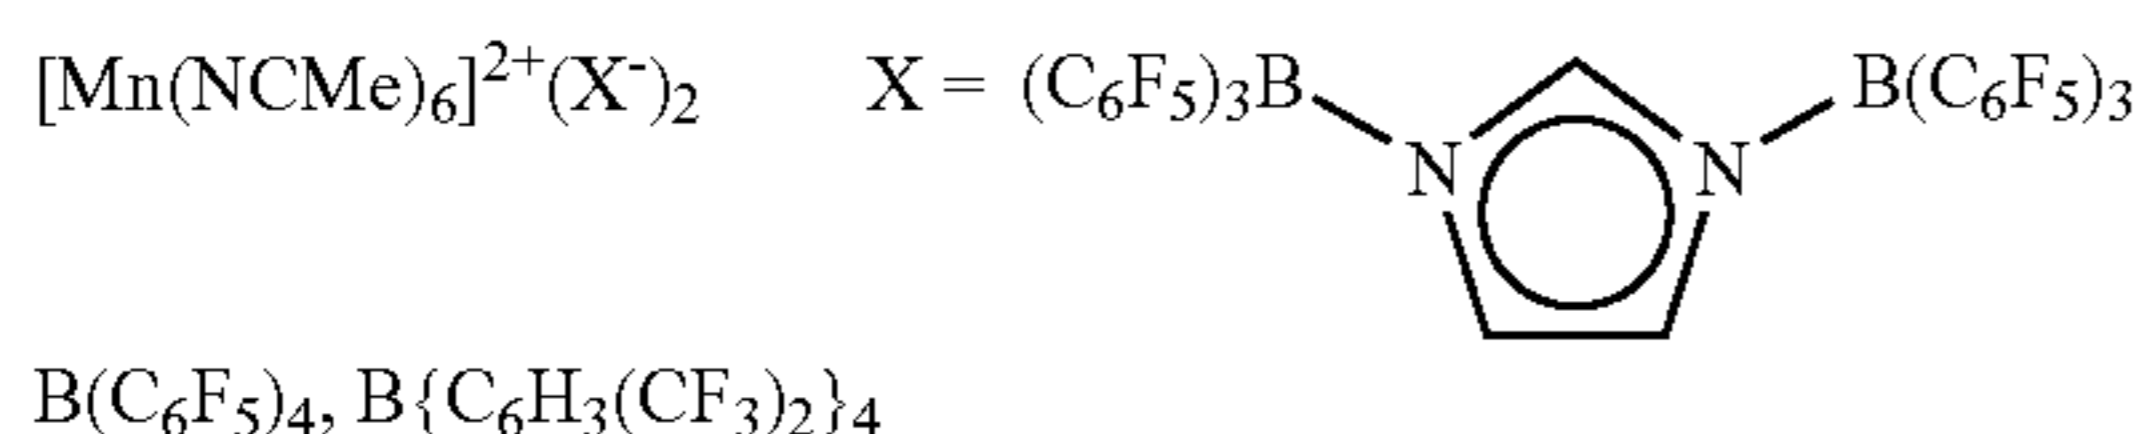 [Mn(NCMe)₆]²⁺(X⁻)₂ X = (C₆F₅)₃B N N B(C₆F₅)₃
B(C₆F₅)₄, B{C₆H₃(CF₃)₂}₄